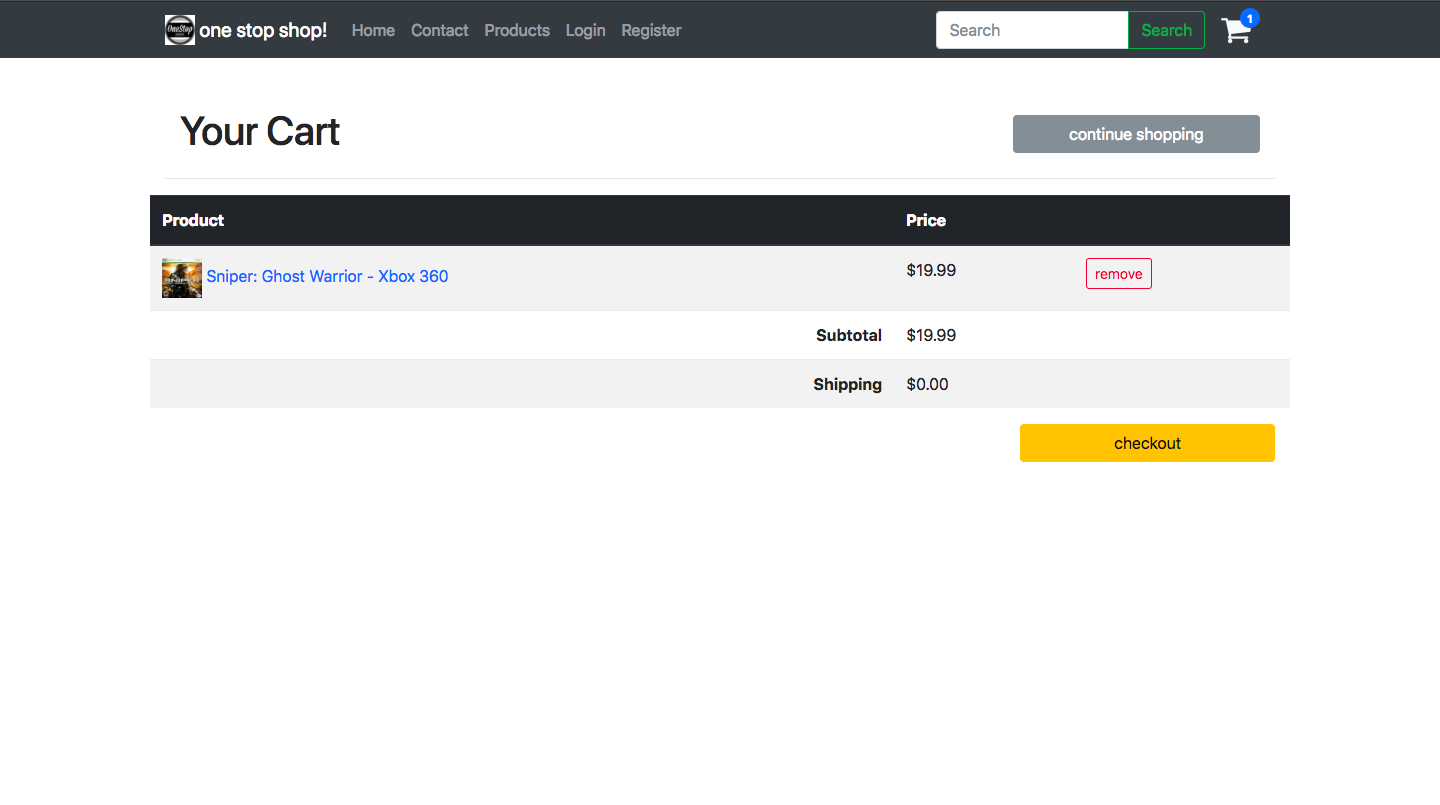 OneStop one stop shop! Home Contact Products Login Register Search Search 1
Your Cart
continue shopping
Product Price
Sniper: Ghost Warrior - Xbox 360 $19.99 remove
Subtotal $19.99
Shipping $0.00
checkout